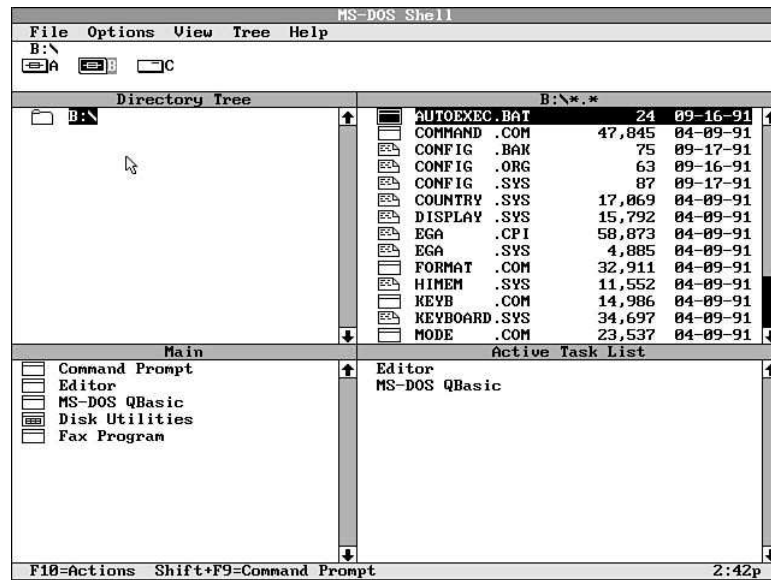 MS-DOS Shell
File Options View Tree Help
B:\
A B C
Directory Tree
B:\
B:\*.*
AUTOEXEC.BAT 24 09-16-91
COMMAND .COM 47,845 04-09-91
CONFIG .BAK 75 09-17-91
CONFIG .ORG 63 09-16-91
CONFIG .SYS 87 09-17-91
COUNTRY .SYS 17,069 04-09-91
DISPLAY .SYS 15,792 04-09-91
EGA .CPI 58,873 04-09-91
EGA .SYS 4,885 04-09-91
FORMAT .COM 32,911 04-09-91
HIMEM .SYS 11,552 04-09-91
KEYB .COM 14,986 04-09-91
KEYBOARD.SYS 34,697 04-09-91
MODE .COM 23,537 04-09-91
Main
Command Prompt
Editor
MS-DOS QBasic
Disk Utilities
Fax Program
Active Task List
Editor
MS-DOS QBasic
F10=Actions Shift+F9=Command Prompt 2:42p